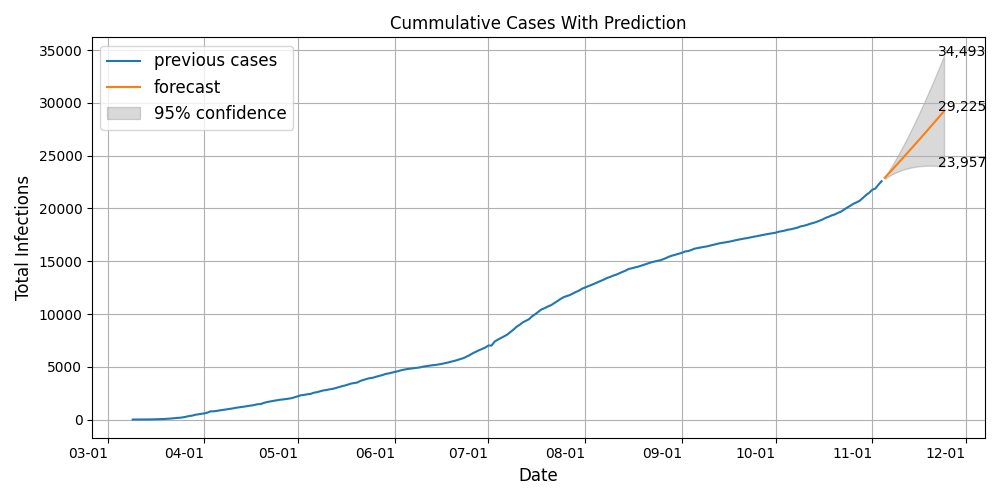 Cummulative Cases With Prediction
previous cases
forecast
95% confidence
34,493
29,225
23,957
35000
30000
25000
20000
15000
10000
5000
0
Total Infections
03-01 04-01 05-01 06-01 07-01 08-01 09-01 10-01 11-01 12-01
Date